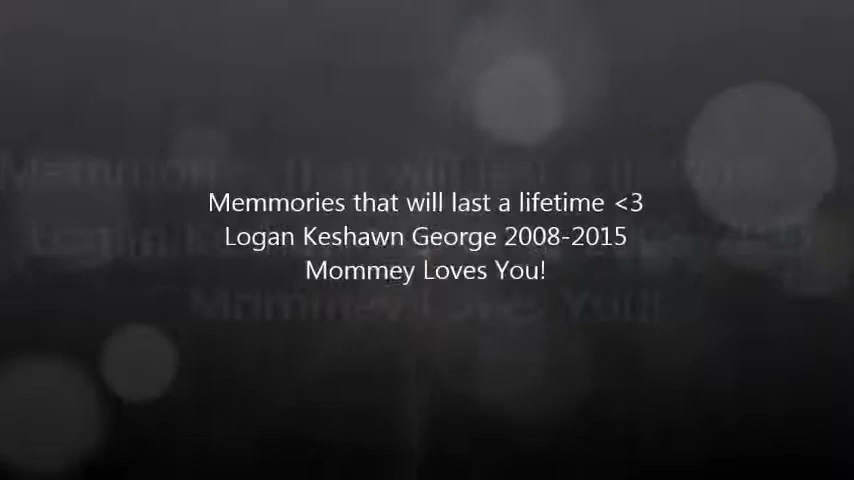 Memmories that will last a lifetime <3
Logan Keshawn George 2008-2015
Mommey Loves You!